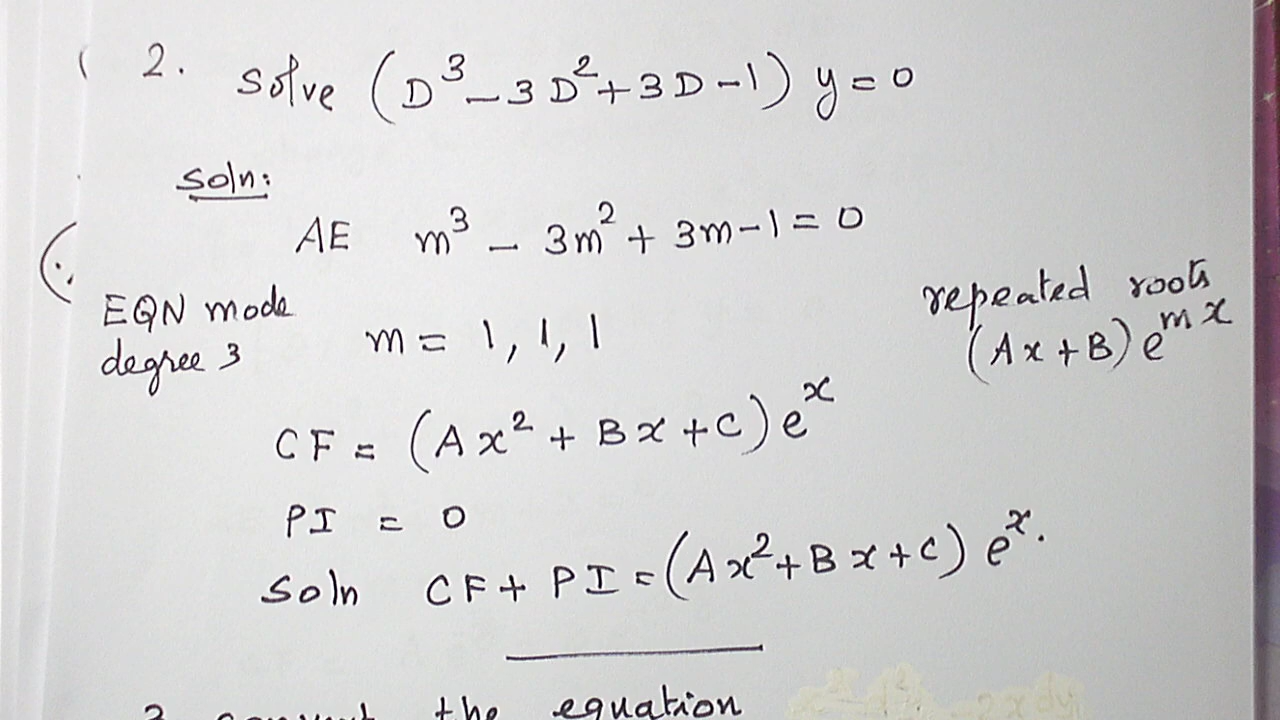 2. Solve (D³ - 3D² + 3D - 1) y = 0
Soln:
AE m³ - 3m² + 3m - 1 = 0
EQN mode
degree 3
m = 1, 1, 1
repeated roots
(Ax + B) e^{mx}
CF = (Ax² + Bx + C) e^x
PI = 0
Soln CF + PI = (Ax² + Bx + C) e^x.
the equation